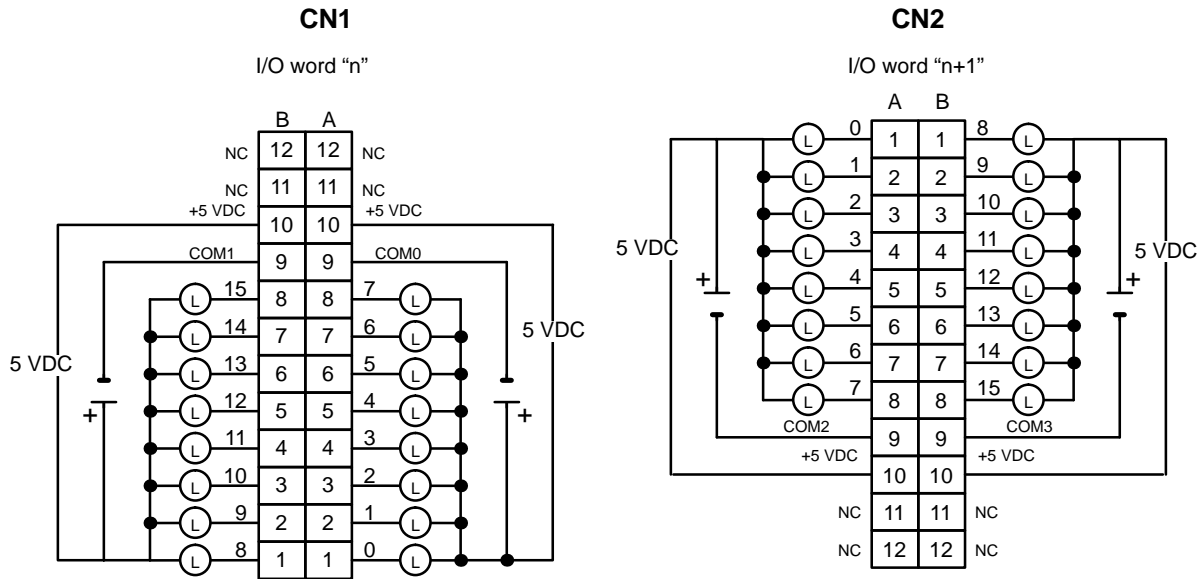 CN1
I/O word “n”
B A
NC 12 12 NC
NC 11 11 NC
+5 VDC 10 10 +5 VDC
COM1 9 9 COM0
L 15 8 8 7 L
L 14 7 7 6 L
5 VDC 5 VDC
L 13 6 6 5 L
+ L 12 5 5 4 L +
L 11 4 4 3 L
L 10 3 3 2 L
L 9 2 2 1 L
L 8 1 1 0 L
CN2
I/O word “n+1”
A B
L 0 1 1 8 L
L 1 2 2 9 L
L 2 3 3 10 L
5 VDC L 3 4 4 11 L 5 VDC
+ L 4 5 5 12 L +
L 5 6 6 13 L
L 6 7 7 14 L
L 7 8 8 15 L
COM2 9 9 COM3
+5 VDC 10 10 +5 VDC
NC 11 11 NC
NC 12 12 NC